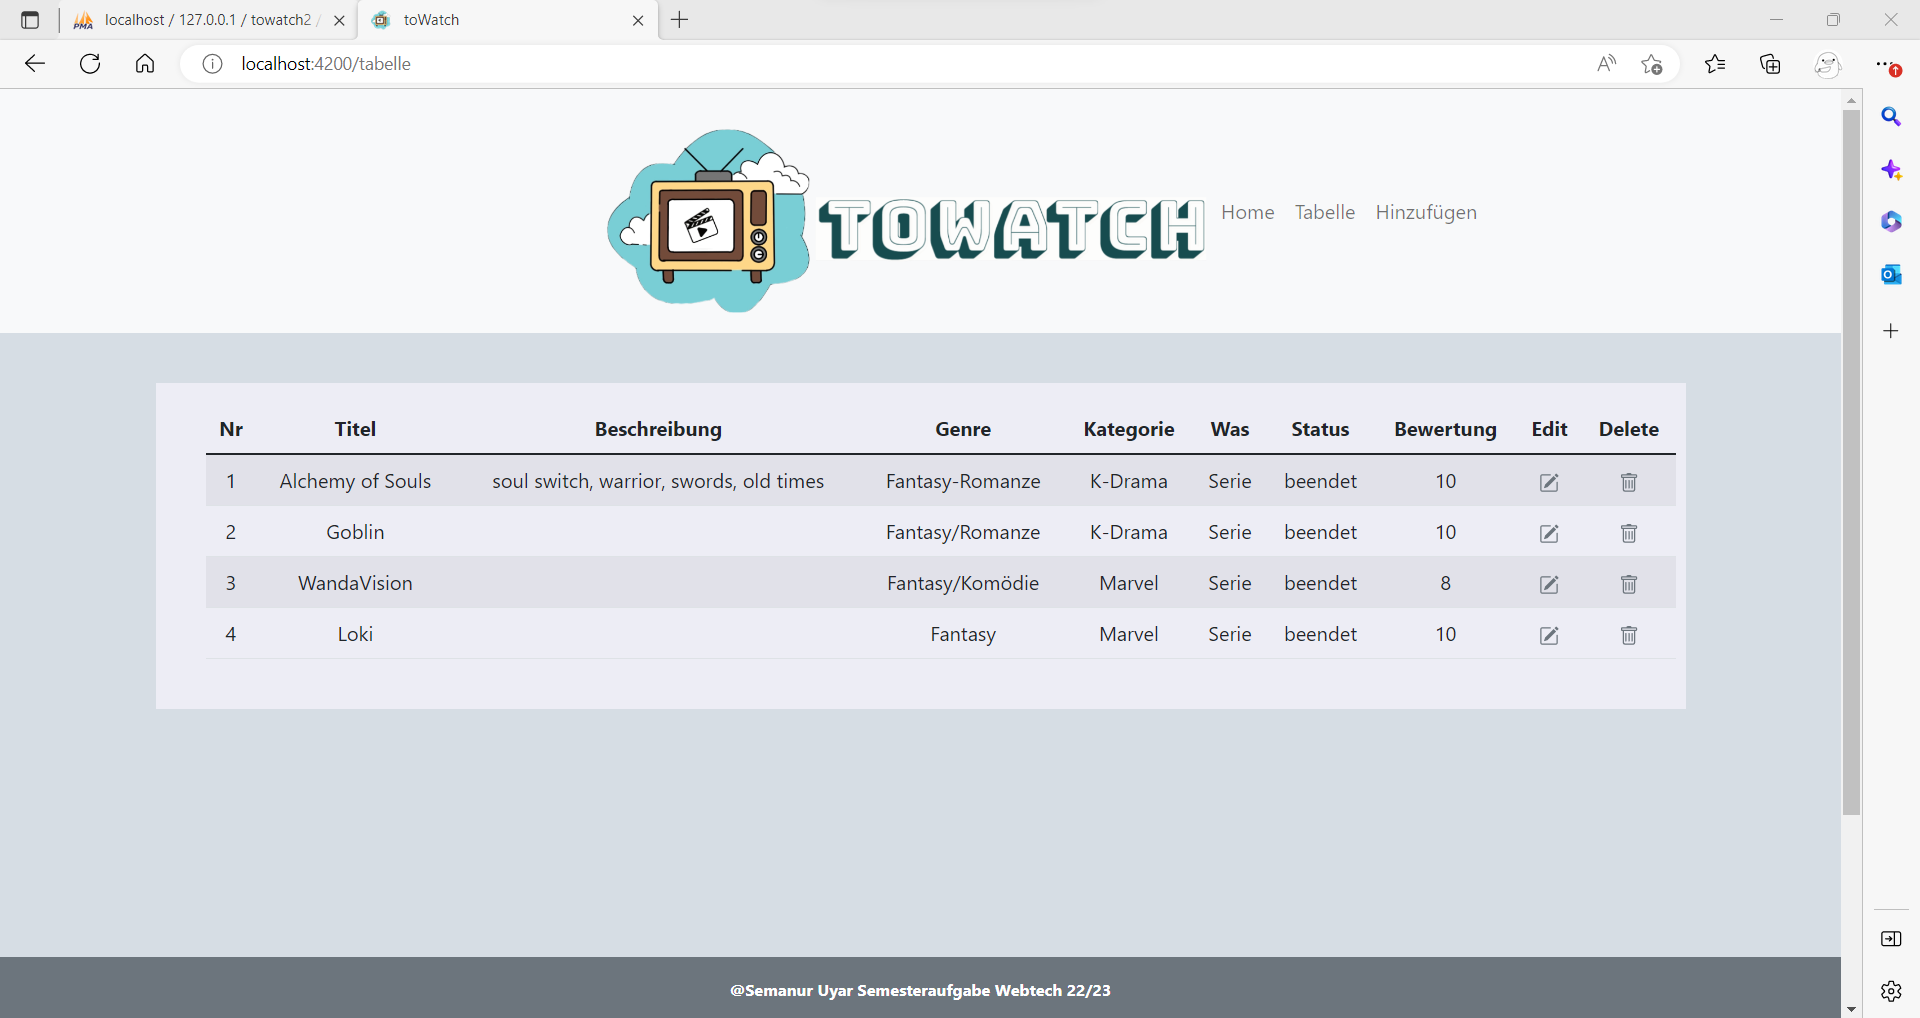 localhost / 127.0.0.1 / towatch2 /
toWatch
localhost:4200/tabelle
TOWATCH
Home Tabelle Hinzufügen
Nr Titel Beschreibung Genre Kategorie Was Status Bewertung Edit Delete
1 Alchemy of Souls soul switch, warrior, swords, old times Fantasy-Romanze K-Drama Serie beendet 10
2 Goblin Fantasy/Romanze K-Drama Serie beendet 10
3 WandaVision Fantasy/Komödie Marvel Serie beendet 8
4 Loki Fantasy Marvel Serie beendet 10
@Semanur Uyar Semesteraufgabe Webtech 22/23